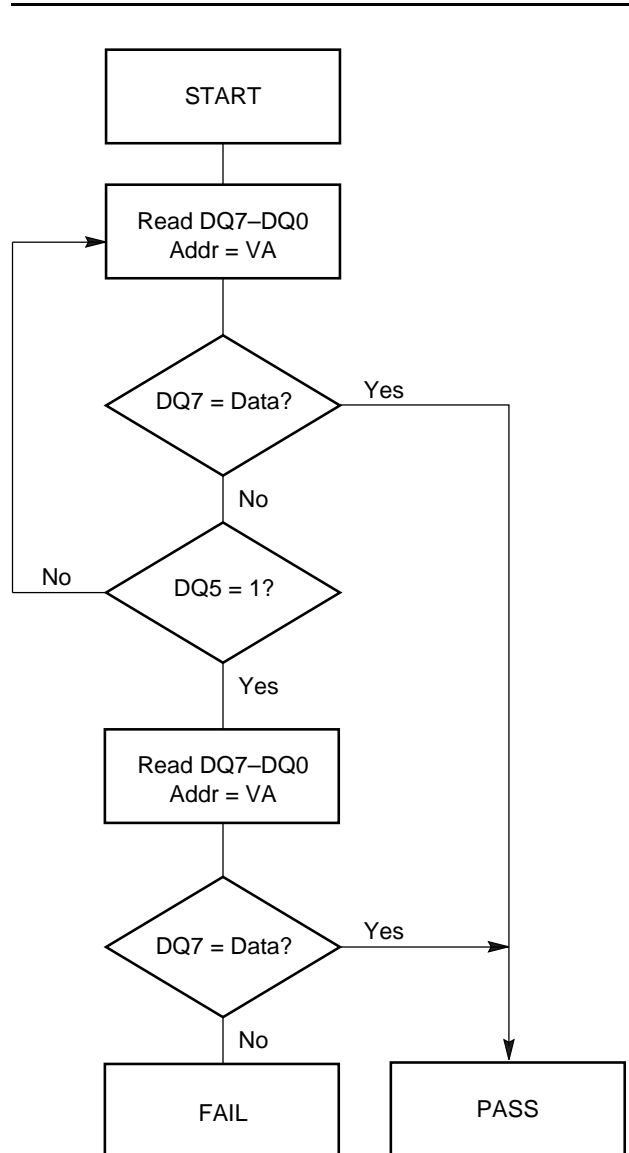 START
Read DQ7–DQ0
Addr = VA
DQ7 = Data?
Yes
No
DQ5 = 1?
No
Yes
Read DQ7–DQ0
Addr = VA
DQ7 = Data?
Yes
No
FAIL
PASS